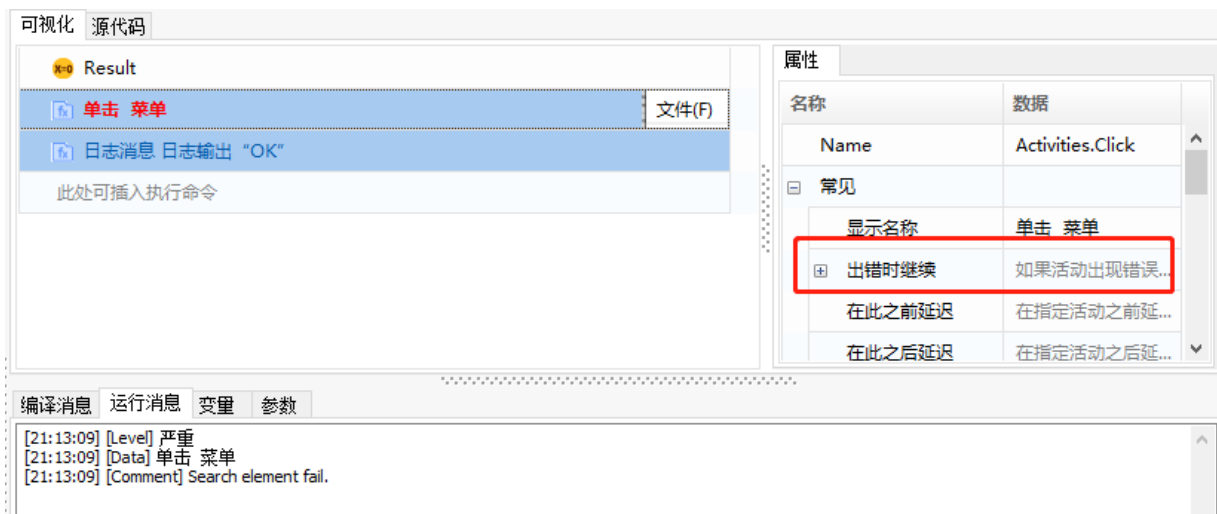 可视化 源代码
x=0 Result
单击 菜单 文件(F)
日志消息 日志输出 “OK”
此处可插入执行命令
属性
名称 数据
Name Activities.Click
常见
显示名称 单击 菜单
出错时继续 如果活动出现错误...
在此之前延迟 在指定活动之前延...
在此之后延迟 在指定活动之后延...
编译消息 运行消息 变量 参数
[21:13:09] [Level] 严重
[21:13:09] [Data] 单击 菜单
[21:13:09] [Comment] Search element fail.